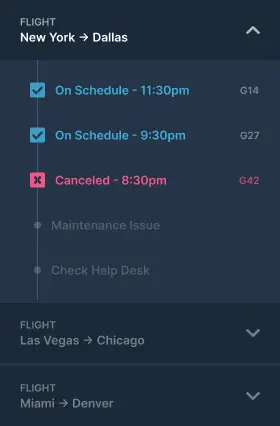 FLIGHT
New York → Dallas
On Schedule - 11:30pm G14
On Schedule - 9:30pm G27
Canceled - 8:30pm G42
Maintenance Issue
Check Help Desk
FLIGHT
Las Vegas → Chicago
FLIGHT
Miami → Denver